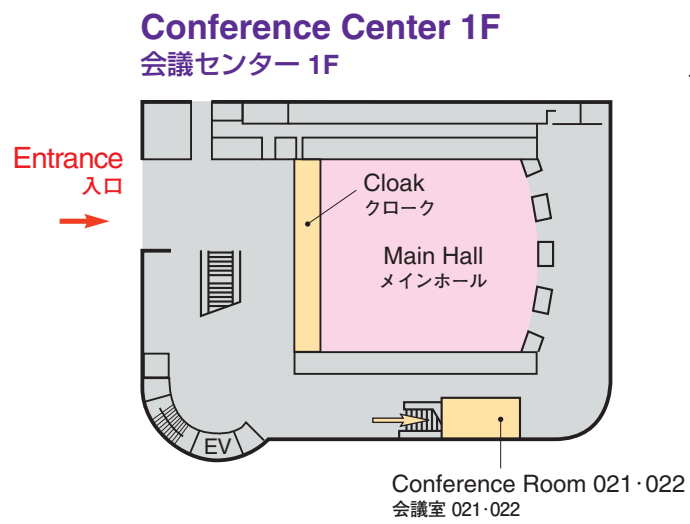 Conference Center 1F
会議センター 1F
Entrance
入口
Cloak
クローク
Main Hall
メインホール
EV
Conference Room 021·022
会議室 021·022